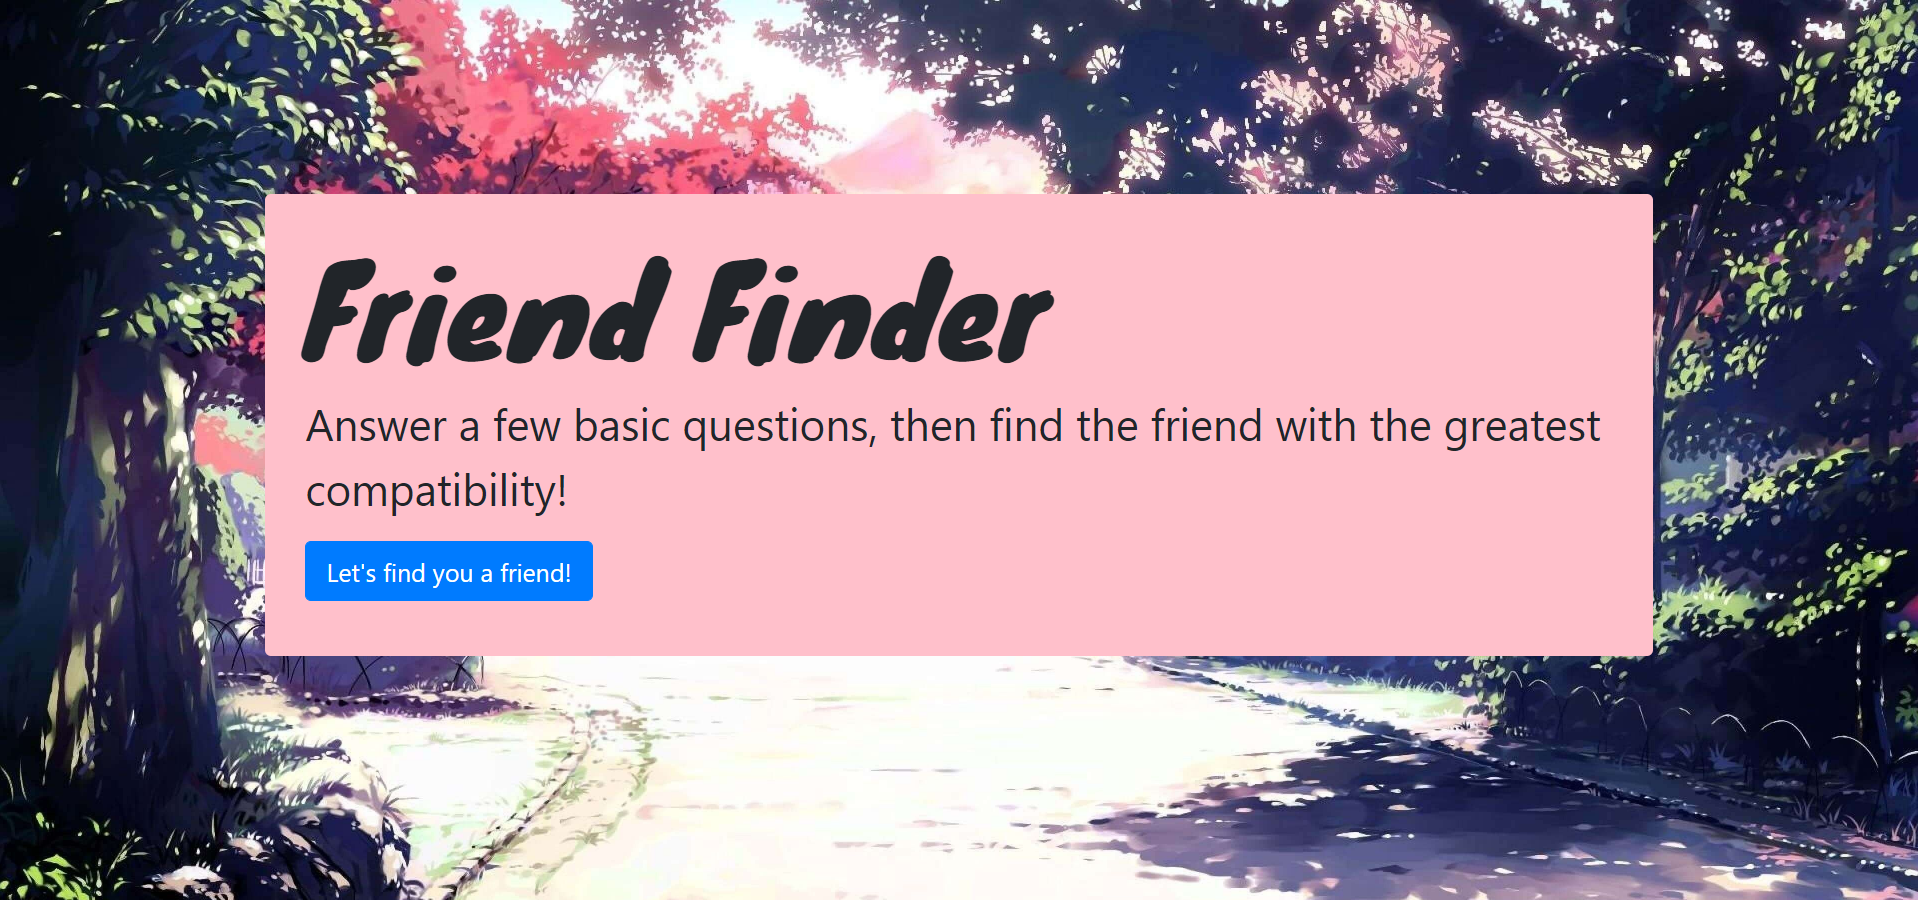 Friend Finder
Answer a few basic questions, then find the friend with the greatest
compatibility!
Let's find you a friend!